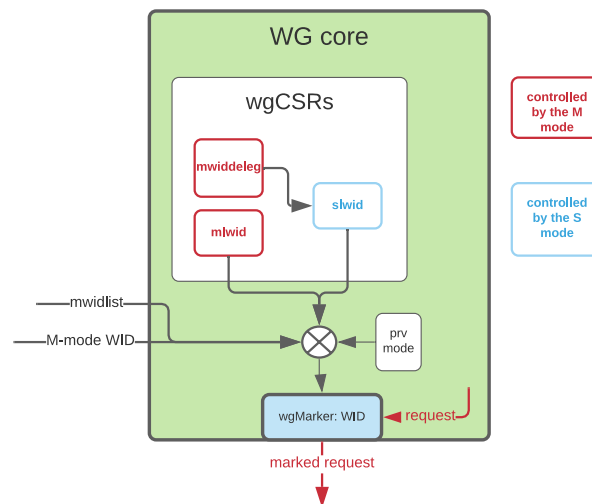 WG core
wgCSRs
mwiddeleg
slwid
mlwid
controlled
by the M
mode
controlled
by the S
mode
mwidlist
M-mode WID
prv
mode
wgMarker: WID
request
marked request